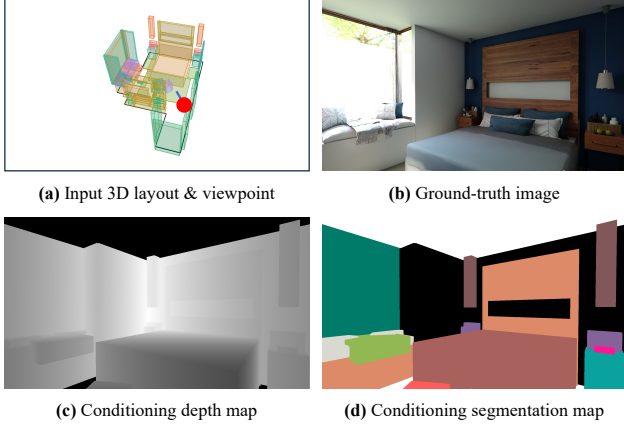 (a) Input 3D layout & viewpoint
(b) Ground-truth image
(c) Conditioning depth map
(d) Conditioning segmentation map